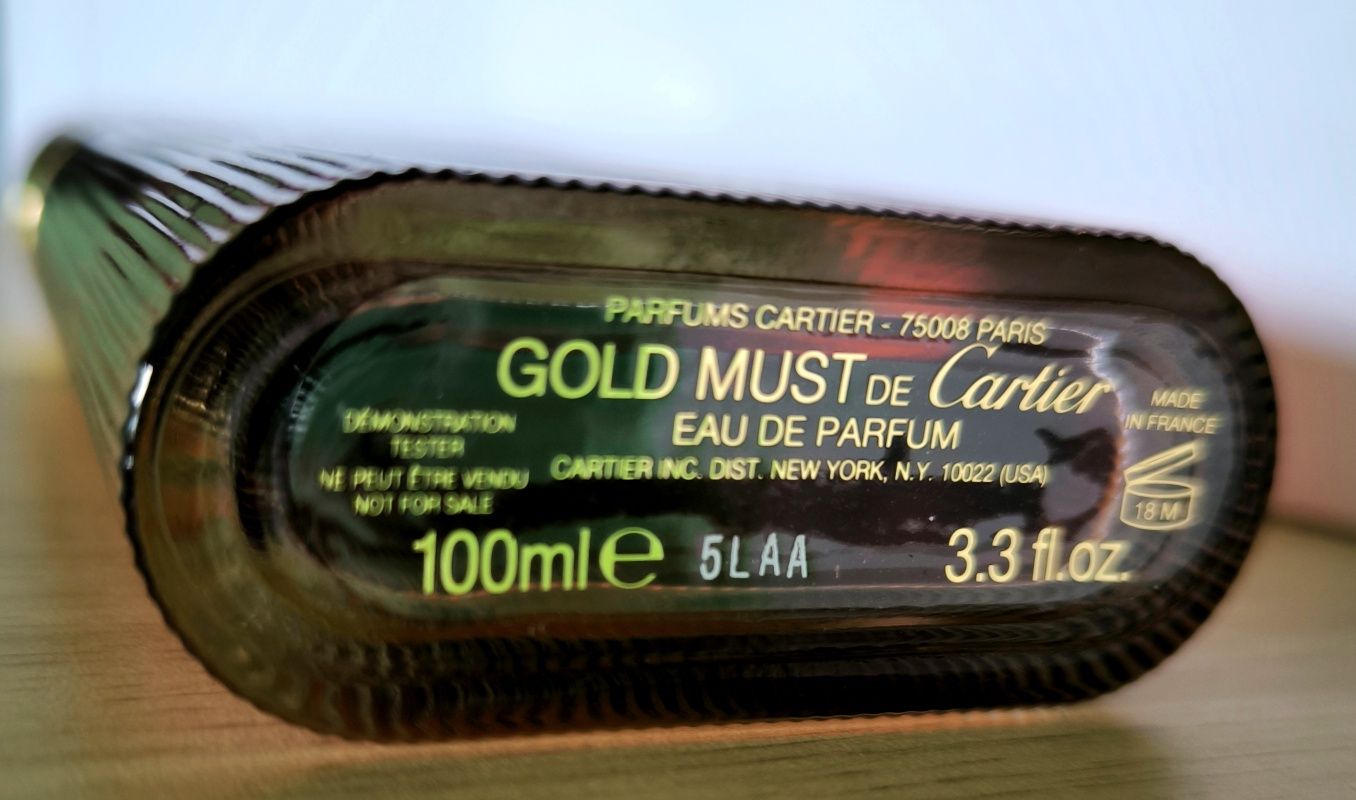 PARFUMS CARTIER - 75008 PARIS
GOLD MUST DE Cartier
EAU DE PARFUM
CARTIER INC. DIST. NEW YORK, N.Y. 10022 (USA)
DÉMONSTRATION
TESTER
NE PEUT ÊTRE VENDU
NOT FOR SALE
MADE
IN FRANCE
18 M
100ml e 5LAA 3.3 fl.oz.